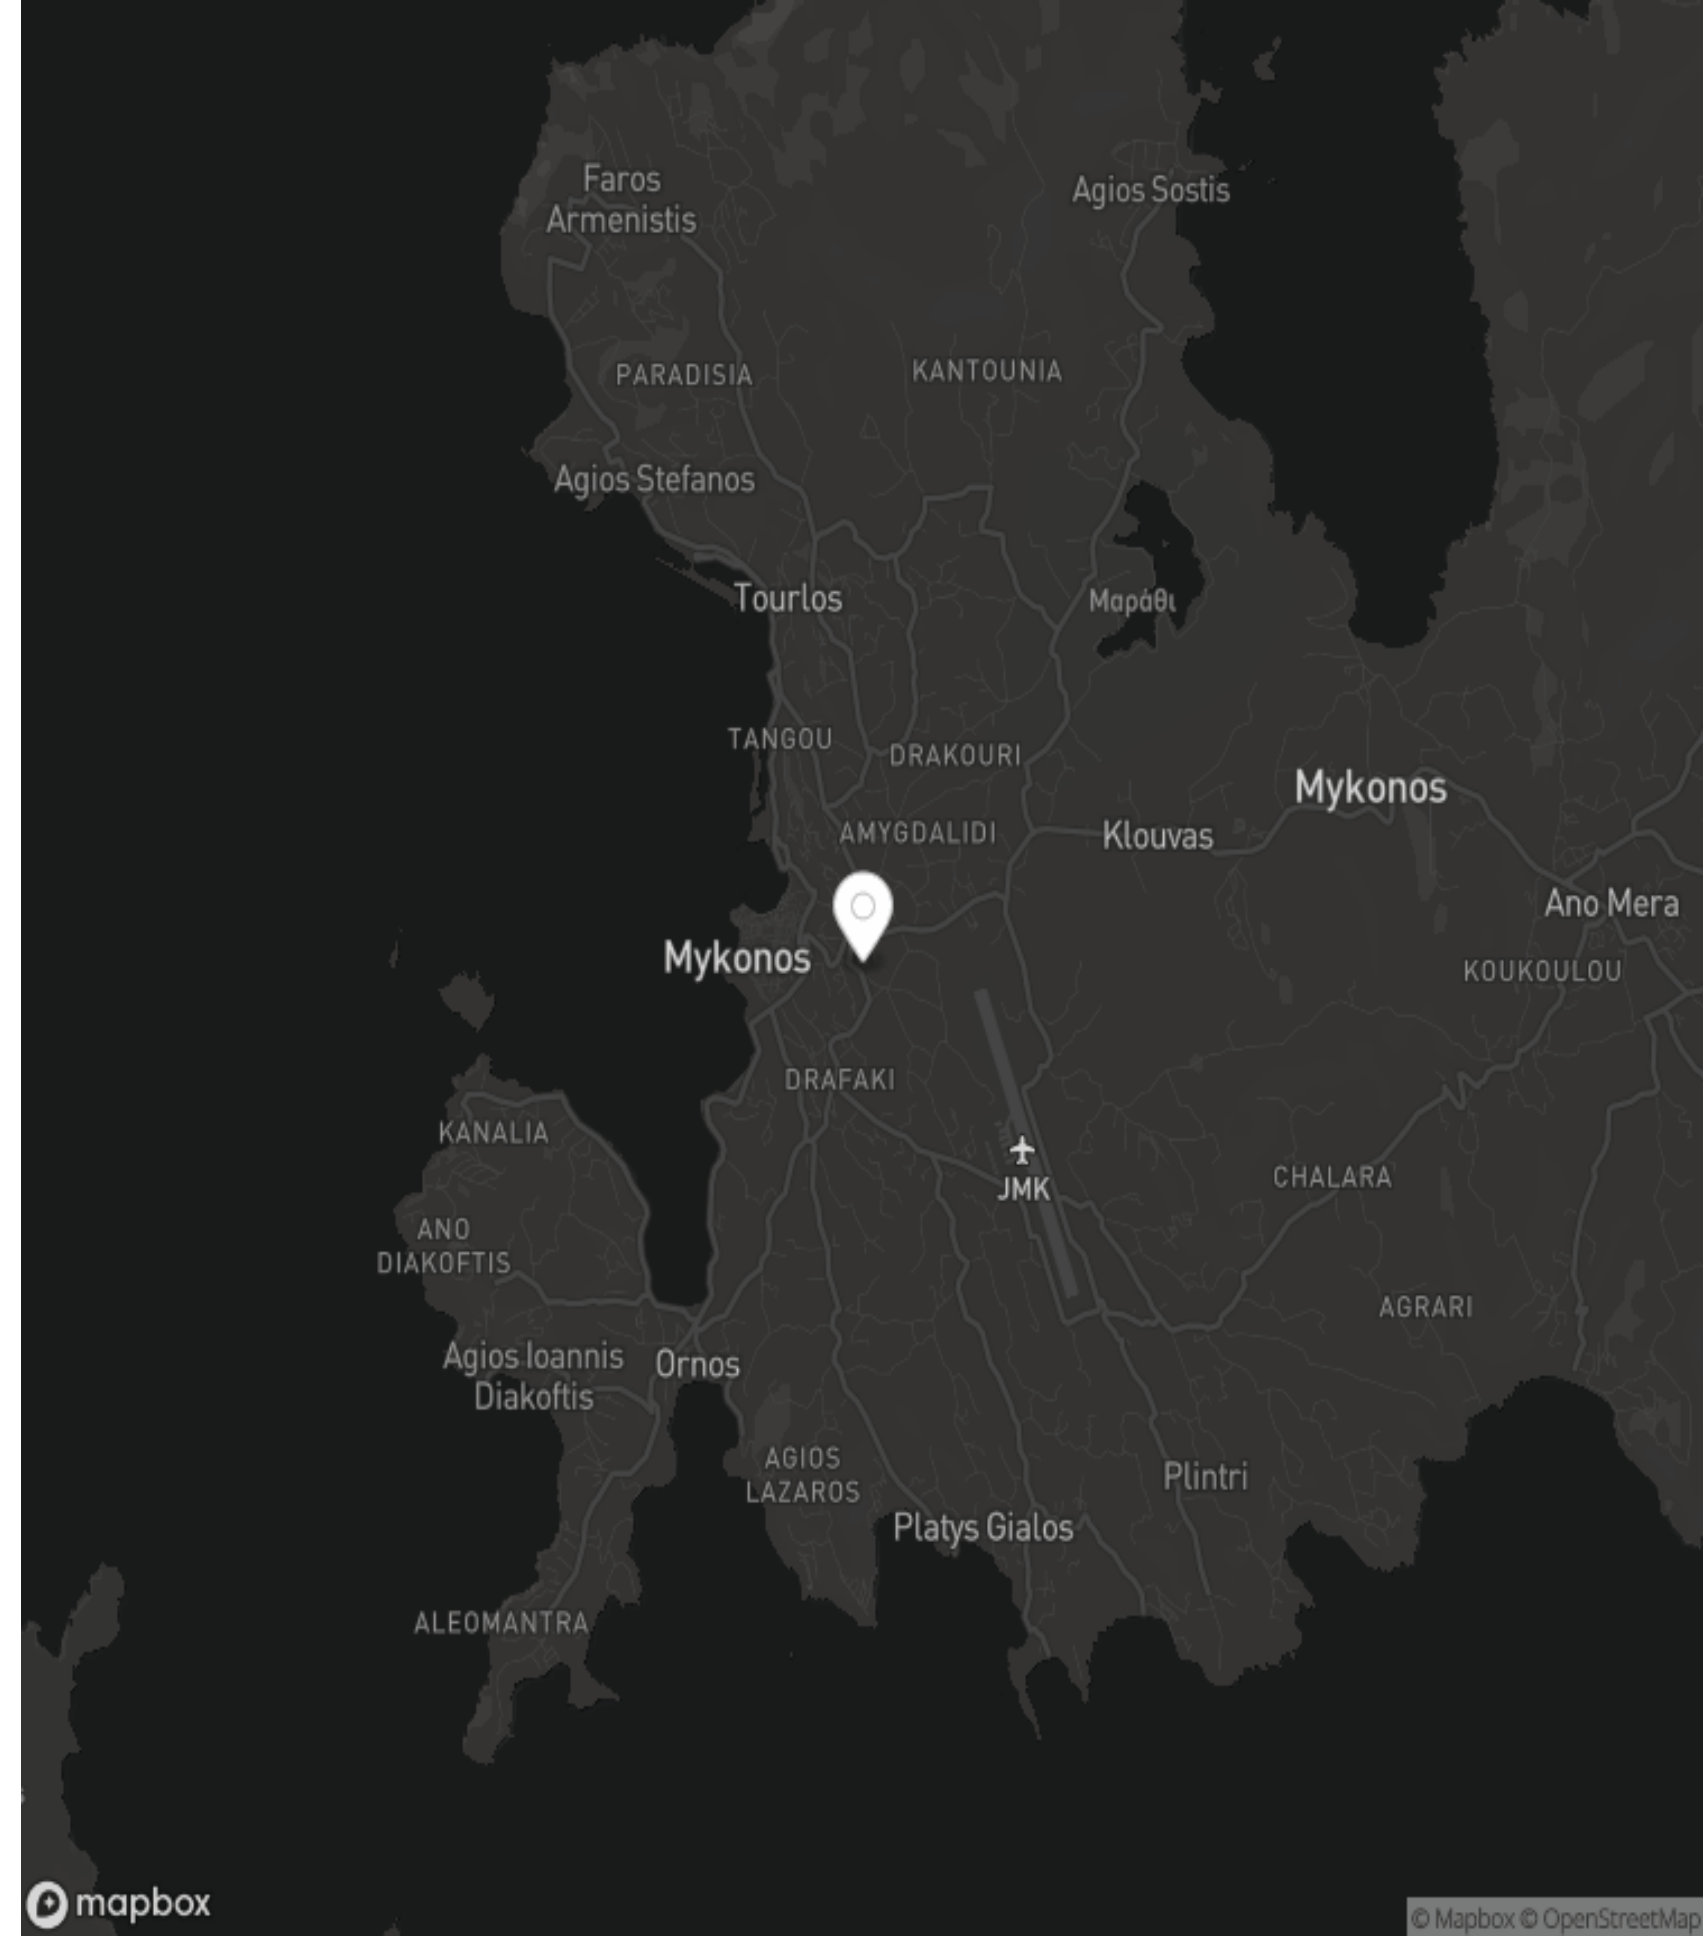 Faros
Armenistis
Agios Sostis
PARADISIA
KANTOUNIA
Agios Stefanos
Tourlos
Μαράθι
TANGOU
DRAKOURI
Mykonos
AMYGDALIDI
Klouvas
Ano Mera
Mykonos
KOUKOULOU
DRAFAKI
KANALIA
JMK
CHALARA
ANO
DIAKOFTIS
AGRARI
Agios Ioannis
Diakoftis
Ornos
AGIOS
LAZAROS
Plintri
Platys Gialos
ALEOMANTRA
mapbox
© Mapbox © OpenStreetMap